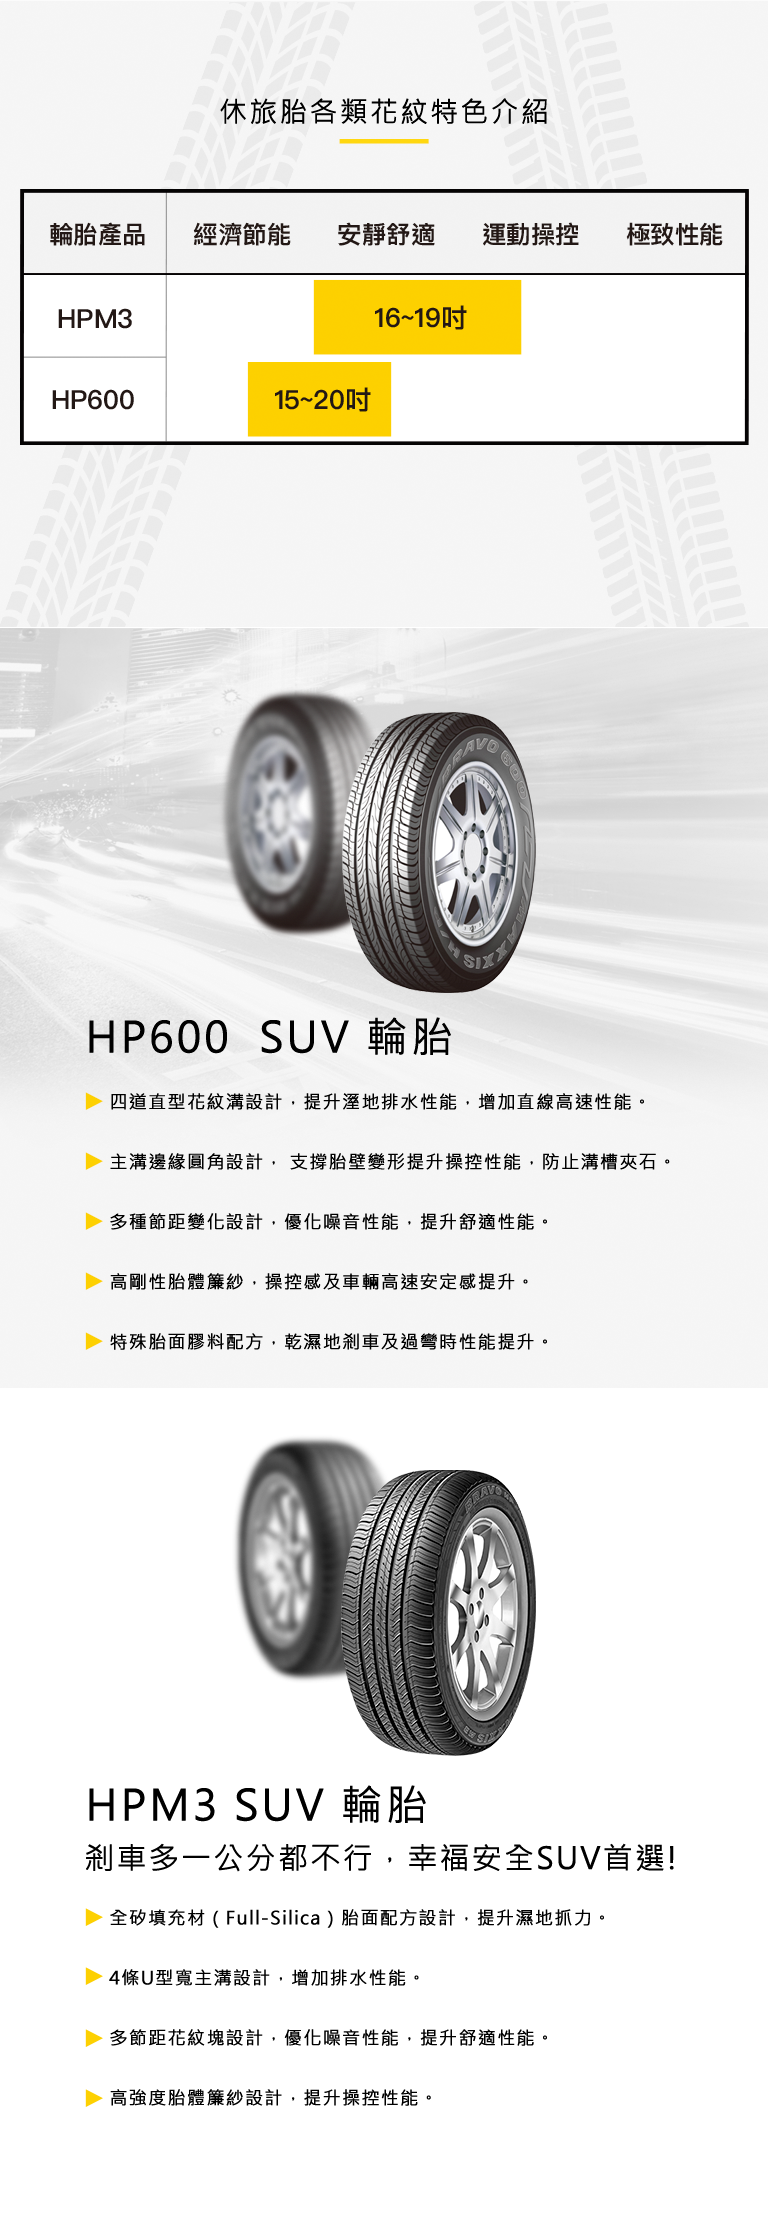 休旅胎各類花紋特色介紹
輪胎產品 經濟節能 安靜舒適 運動操控 極致性能
HPM3 16~19吋
HP600 15~20吋
BRAVO 600
MAXXIS H/P
HP600 SUV 輪胎
四道直型花紋溝設計，提升溼地排水性能，增加直線高速性能。
主溝邊緣圓角設計， 支撐胎壁變形提升操控性能，防止溝槽夾石。
多種節距變化設計，優化噪音性能，提升舒適性能。
高剛性胎體簾紗，操控感及車輛高速安定感提升。
特殊胎面膠料配方，乾濕地剎車及過彎時性能提升。
BRAVO
HPM3 SUV 輪胎
剎車多一公分都不行，幸福安全SUV首選!
全矽填充材（Full-Silica）胎面配方設計，提升濕地抓力。
4條U型寬主溝設計，增加排水性能。
多節距花紋塊設計，優化噪音性能，提升舒適性能。
高強度胎體簾紗設計，提升操控性能。